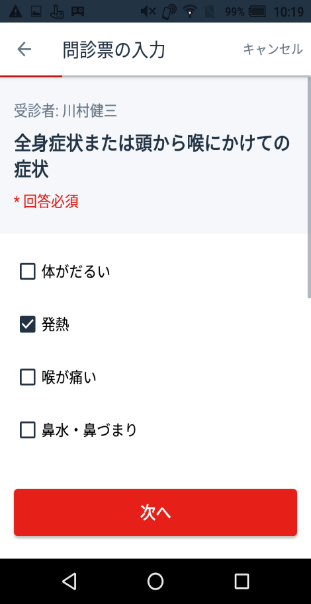 99% 10:19
問診票の入力 キャンセル
受診者: 川村健三
全身症状または頭から喉にかけての
症状
* 回答必須
体がだるい
発熱
喉が痛い
鼻水・鼻づまり
次へ